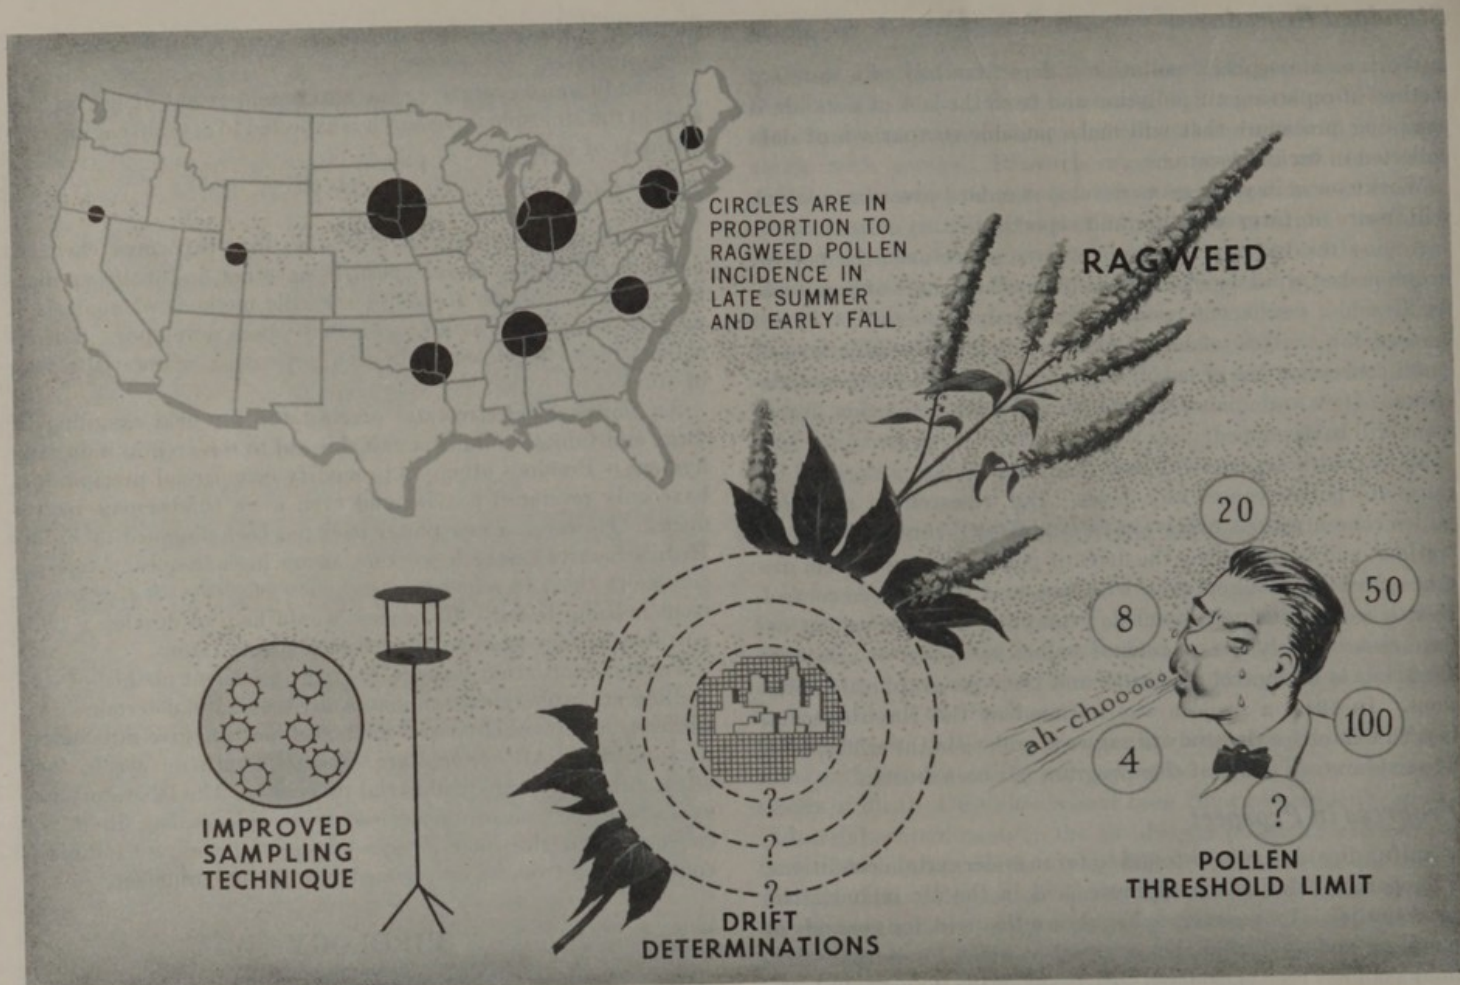 CIRCLES ARE IN
PROPORTION TO
RAGWEED POLLEN
INCIDENCE IN
LATE SUMMER
AND EARLY FALL
RAGWEED
20
50
8
ah-choooooo
100
4
?
POLLEN
THRESHOLD LIMIT
IMPROVED
SAMPLING
TECHNIQUE
?
?
?
DRIFT
DETERMINATIONS